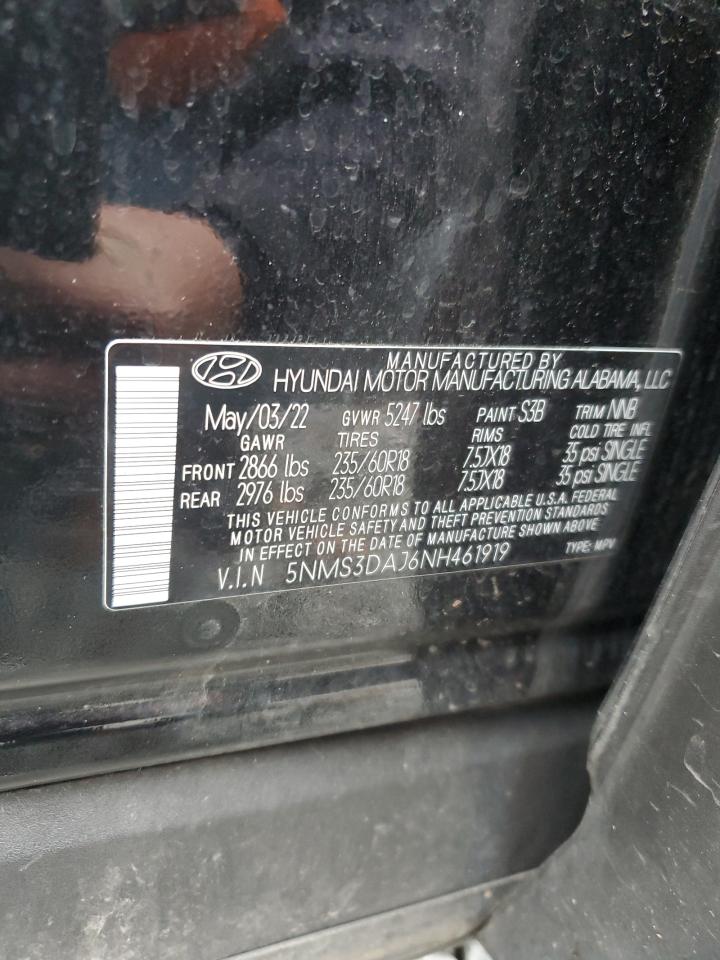 MANUFACTURED BY
HYUNDAI MOTOR MANUFACTURING ALABAMA, LLC
May/03/22 GVWR 5247 lbs PAINT S3B TRIM NNB
GAWR TIRES RIMS COLD TIRE INFL
FRONT 2866 lbs 235/60R18 7.5JX18 35 psi SINGLE
REAR 2976 lbs 235/60R18 7.5JX18 35 psi SINGLE
THIS VEHICLE CONFORMS TO ALL APPLICABLE U.S.A. FEDERAL
MOTOR VEHICLE SAFETY AND THEFT PREVENTION STANDARDS
IN EFFECT ON THE DATE OF MANUFACTURE SHOWN ABOVE
V.I.N 5NMS3DAJ6NH461919 TYPE: MPV